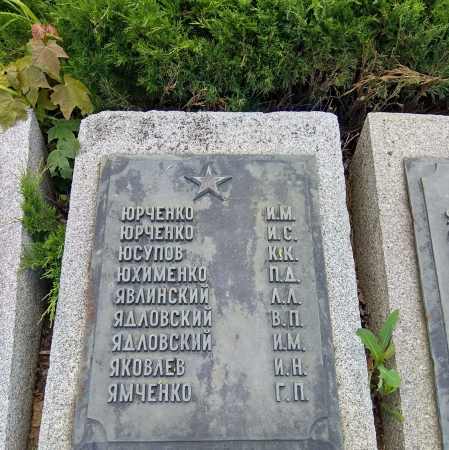 ЮРЧЕНКО И.М.
ЮРЧЕНКО И.С.
ЮСУПОВ К.К.
ЮХИМЕНКО П.Д.
ЯВЛИНСКИЙ Л.Л.
ЯДЛОВСКИЙ В.П.
ЯДЛОВСКИЙ И.М.
ЯКОВЛЕВ И.Н.
ЯМЧЕНКО Г.П.